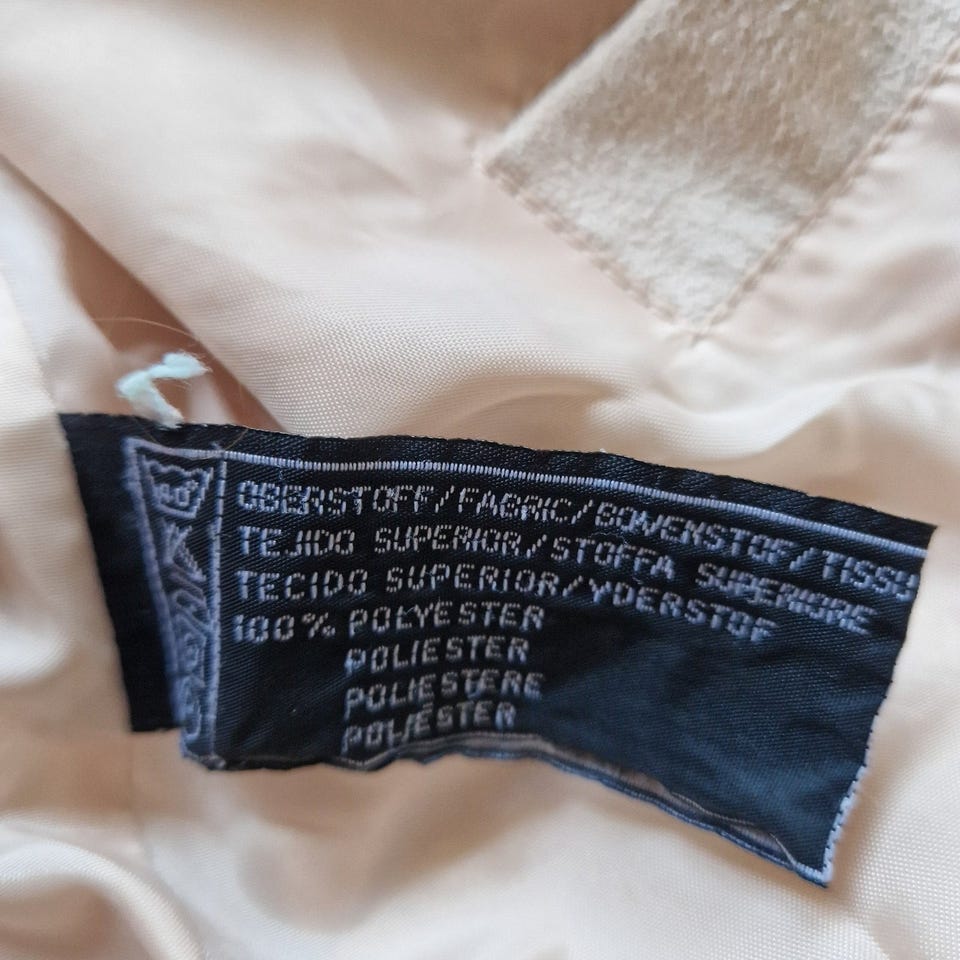 OBERSTOFF/FABRIC/BOVENSTOF/TISSU
TEJIDO SUPERIOR/STOFFA SUPERIORE
TECIDO SUPERIOR/YDERSTOF
100% POLYESTER
POLIESTER
POLIESTERE
POLIÉSTER